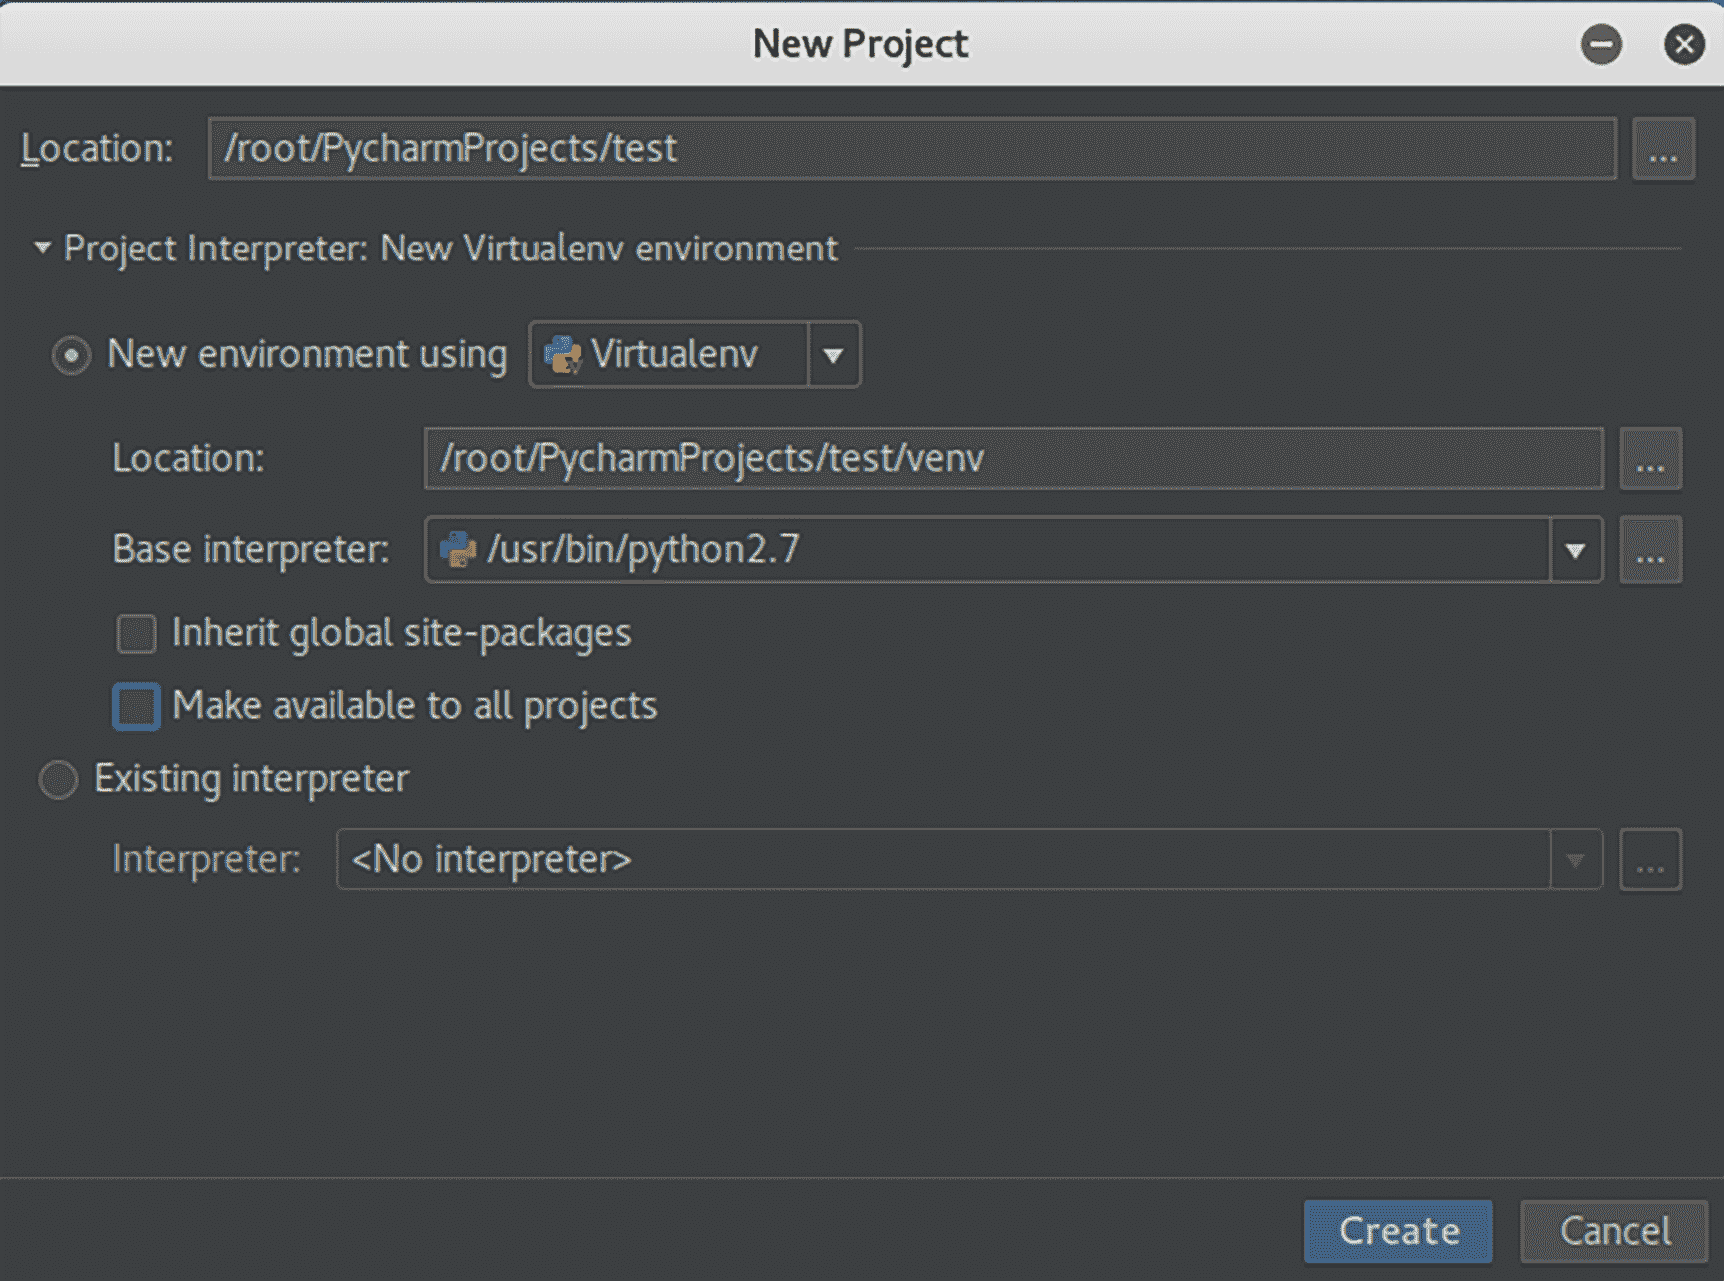 New Project
Location: /root/PycharmProjects/test ...
Project Interpreter: New Virtualenv environment
New environment using Virtualenv
Location: /root/PycharmProjects/test/venv ...
Base interpreter: /usr/bin/python2.7 ...
Inherit global site-packages
Make available to all projects
Existing interpreter
Interpreter: <No interpreter> ...
Create Cancel